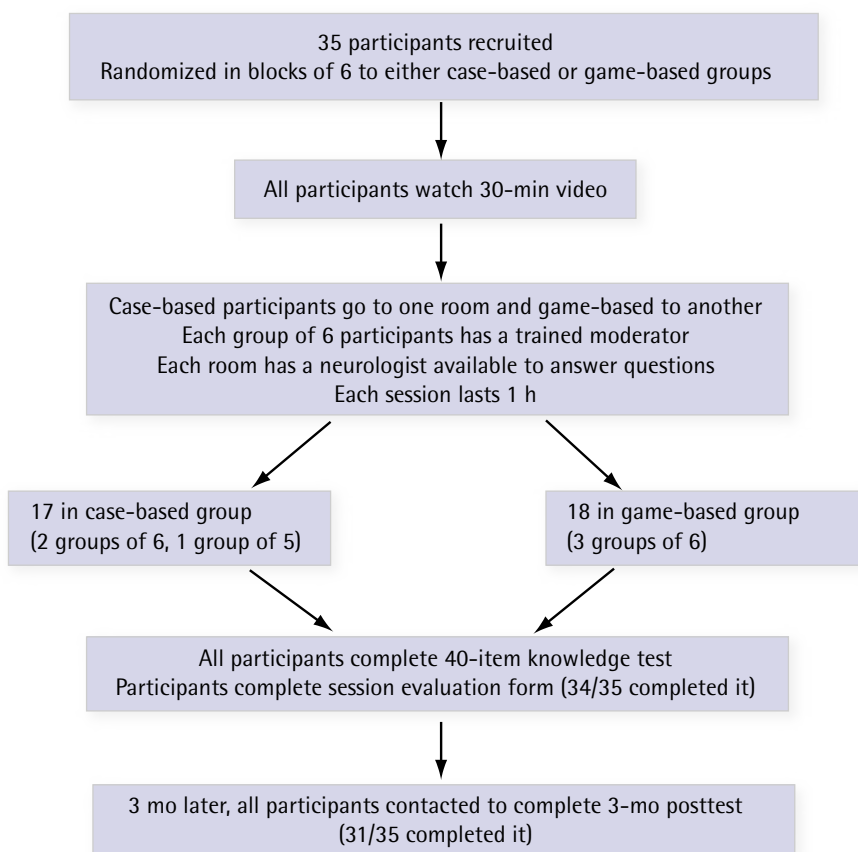 35 participants recruited
Randomized in blocks of 6 to either case-based or game-based groups
All participants watch 30-min video
Case-based participants go to one room and game-based to another
Each group of 6 participants has a trained moderator
Each room has a neurologist available to answer questions
Each session lasts 1 h
17 in case-based group
(2 groups of 6, 1 group of 5)
18 in game-based group
(3 groups of 6)
All participants complete 40-item knowledge test
Participants complete session evaluation form (34/35 completed it)
3 mo later, all participants contacted to complete 3-mo posttest
(31/35 completed it)